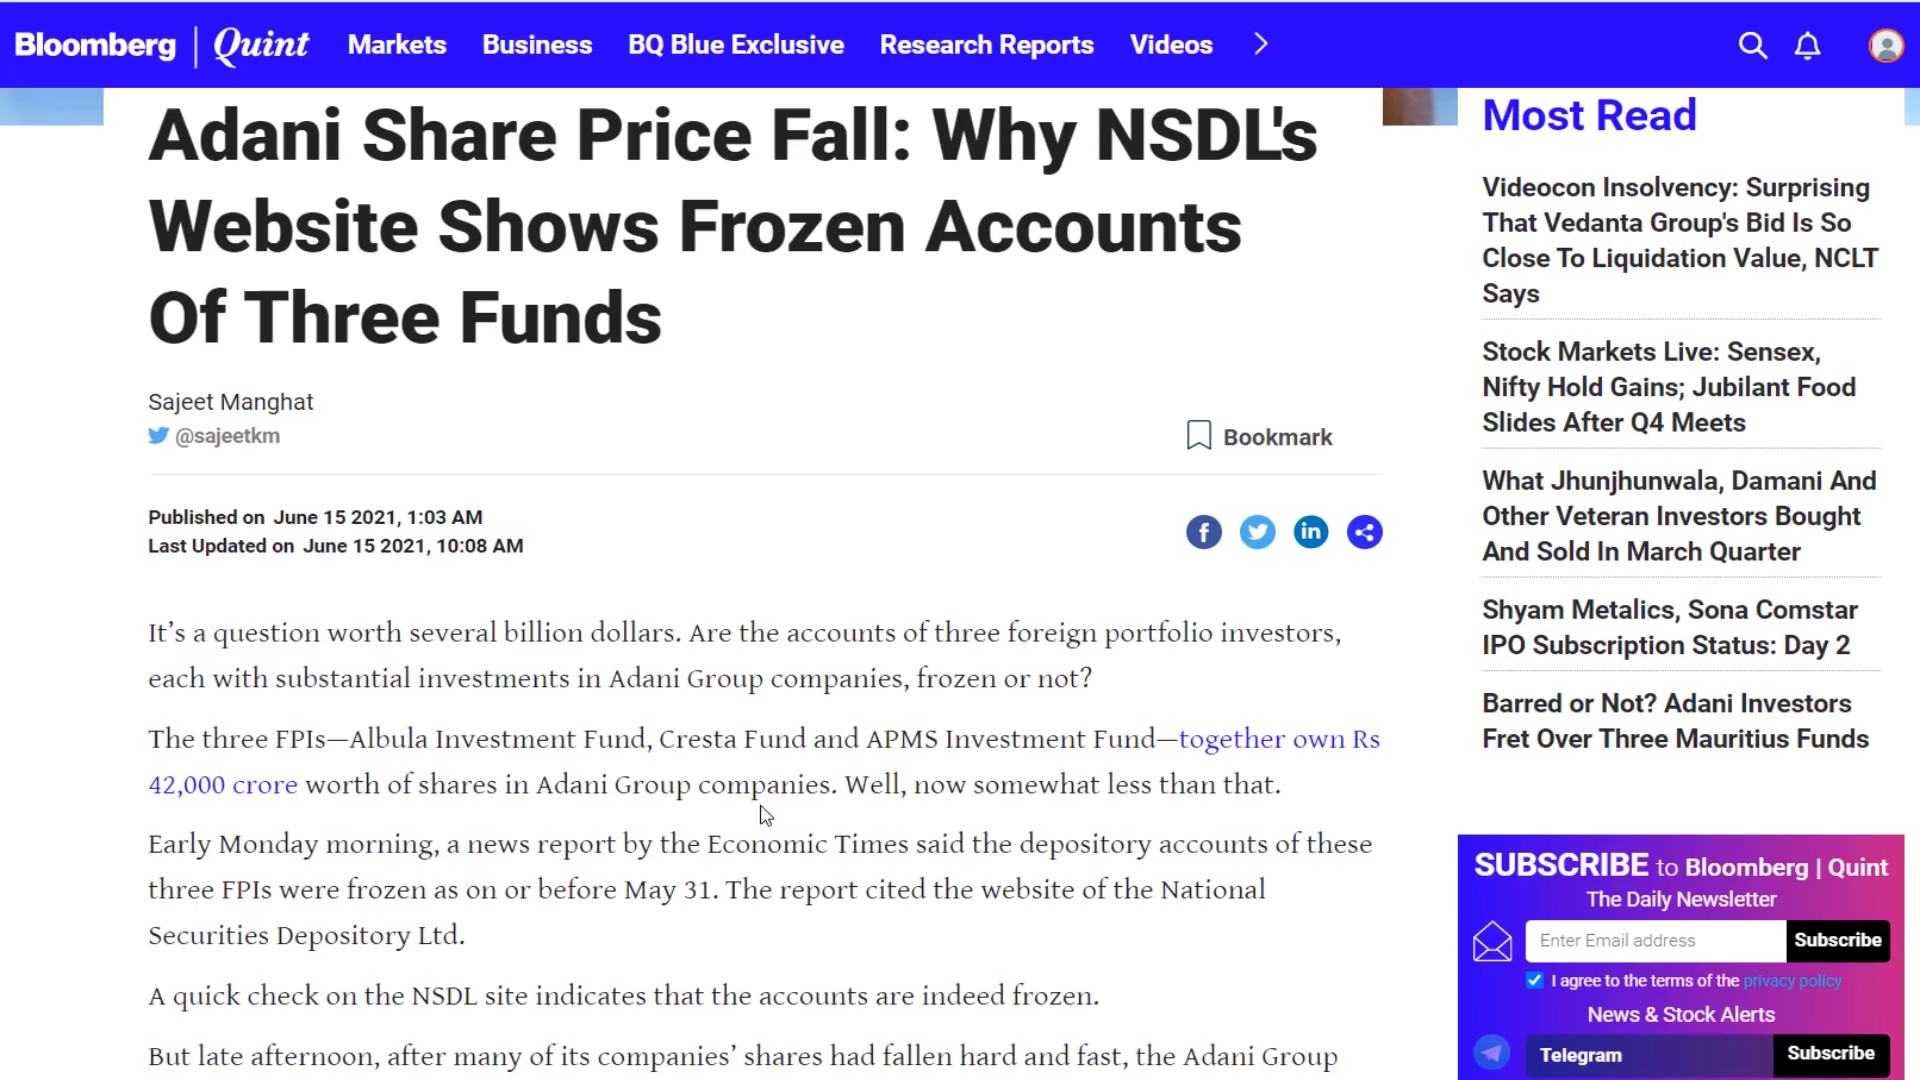 Bloomberg | Quint Markets Business BQ Blue Exclusive Research Reports Videos
Adani Share Price Fall: Why NSDL's
Website Shows Frozen Accounts
Of Three Funds
Sajeet Manghat
@sajeetkm
Bookmark
Published on June 15 2021, 1:03 AM
Last Updated on June 15 2021, 10:08 AM
It’s a question worth several billion dollars. Are the accounts of three foreign portfolio investors,
each with substantial investments in Adani Group companies, frozen or not?
The three FPIs—Albula Investment Fund, Cresta Fund and APMS Investment Fund—together own Rs
42,000 crore worth of shares in Adani Group companies. Well, now somewhat less than that.
Early Monday morning, a news report by the Economic Times said the depository accounts of these
three FPIs were frozen as on or before May 31. The report cited the website of the National
Securities Depository Ltd.
A quick check on the NSDL site indicates that the accounts are indeed frozen.
But late afternoon, after many of its companies’ shares had fallen hard and fast, the Adani Group
Most Read
Videocon Insolvency: Surprising
That Vedanta Group's Bid Is So
Close To Liquidation Value, NCLT
Says
Stock Markets Live: Sensex,
Nifty Hold Gains; Jubilant Food
Slides After Q4 Meets
What Jhunjhunwala, Damani And
Other Veteran Investors Bought
And Sold In March Quarter
Shyam Metalics, Sona Comstar
IPO Subscription Status: Day 2
Barred or Not? Adani Investors
Fret Over Three Mauritius Funds
SUBSCRIBE to Bloomberg | Quint
The Daily Newsletter
Enter Email address Subscribe
I agree to the terms of the privacy policy
News & Stock Alerts
Telegram Subscribe